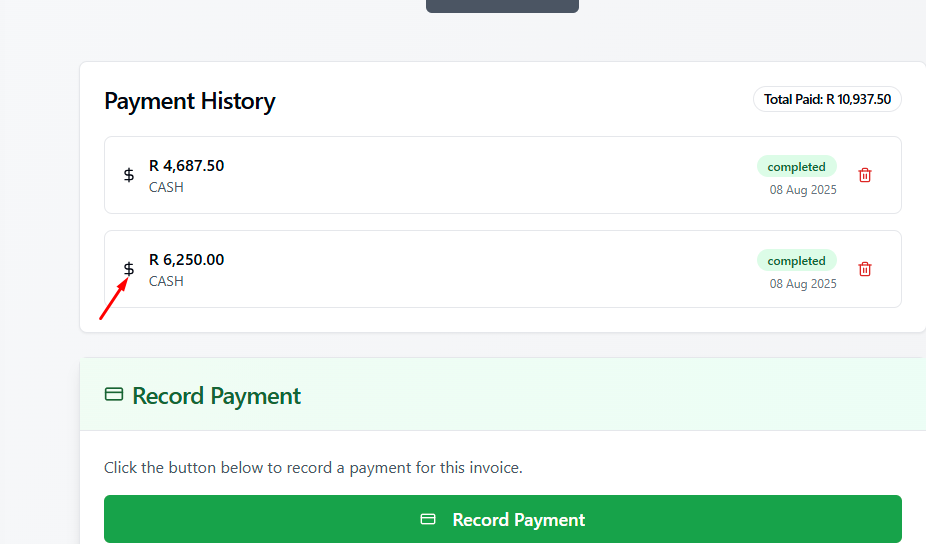 Payment History
Total Paid: R 10,937.50
$
R 4,687.50
CASH
completed
08 Aug 2025
$
R 6,250.00
CASH
completed
08 Aug 2025
Record Payment
Click the button below to record a payment for this invoice.
Record Payment